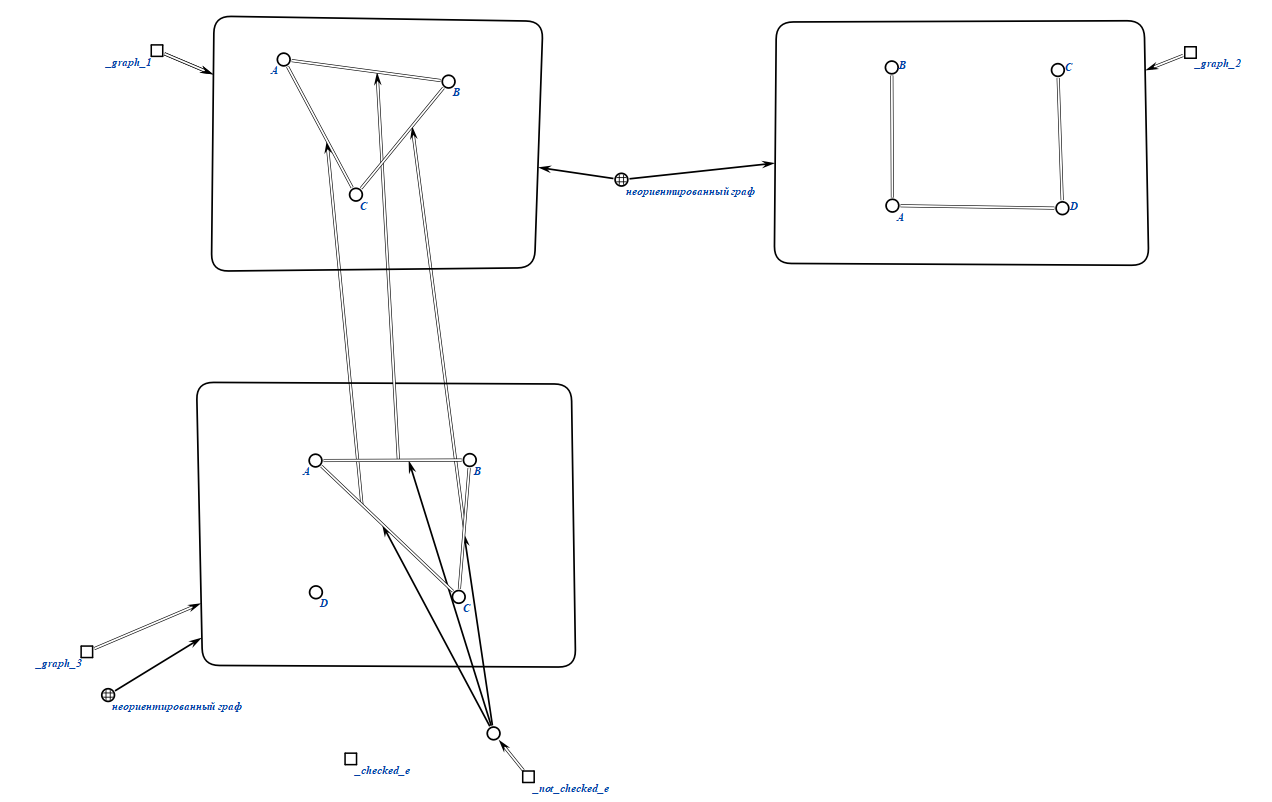 _graph_1
A
B
C
B
C
_graph_2
неориентированный граф
A
D
A
B
D
C
_graph_3
неориентированный граф
_checked_e
_not_checked_e